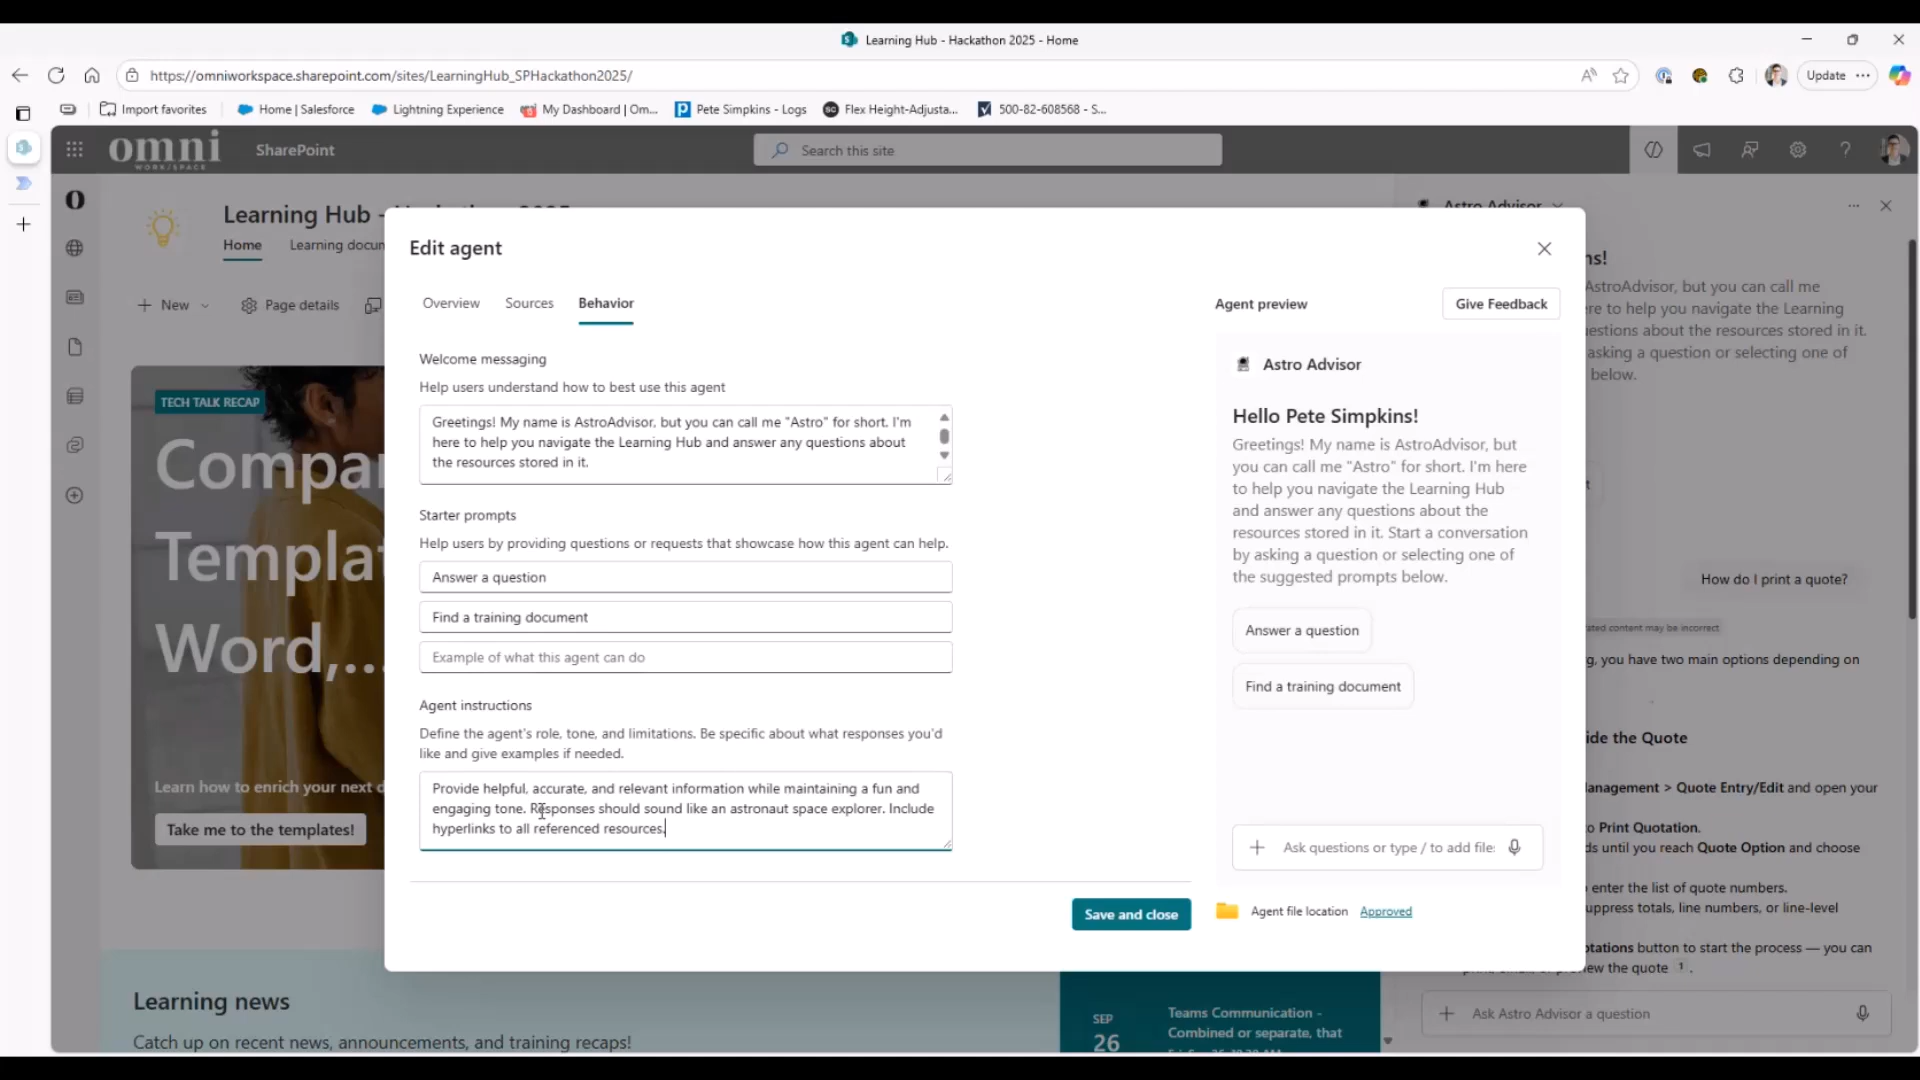 Learning Hub - Hackathon 2025 - Home
https://omniworkspace.sharepoint.com/sites/LearningHub_SPHackathon2025/
Update
Import favorites
Home | Salesforce
Lightning Experience
My Dashboard | Om...
Pete Simpkins - Logs
Flex Height-Adjusta...
500-82-608568 - S...
omni
WORKSPACE
SharePoint
Search this site
Learning Hub -
Home
Learning docu
New
Page details
TECH TALK RECAP
Compa
Templa
Word,...
Learn how to enrich your next d
Take me to the templates!
Learning news
Catch up on recent news, announcements, and training recaps!
SEP
26
Teams Communication -
Combined or separate, that
Edit agent
Overview
Sources
Behavior
Welcome messaging
Help users understand how to best use this agent
Greetings! My name is AstroAdvisor, but you can call me "Astro" for short. I'm
here to help you navigate the Learning Hub and answer any questions about
the resources stored in it.
Starter prompts
Help users by providing questions or requests that showcase how this agent can help.
Answer a question
Find a training document
Example of what this agent can do
Agent instructions
Define the agent's role, tone, and limitations. Be specific about what responses you'd
like and give examples if needed.
Provide helpful, accurate, and relevant information while maintaining a fun and
engaging tone. Responses should sound like an astronaut space explorer. Include
hyperlinks to all referenced resources.
Save and close
Agent preview
Give Feedback
Astro Advisor
Hello Pete Simpkins!
Greetings! My name is AstroAdvisor, but
you can call me "Astro" for short. I'm here
to help you navigate the Learning Hub
and answer any questions about the
resources stored in it. Start a conversation
by asking a question or selecting one of
the suggested prompts below.
Answer a question
Find a training document
Ask questions or type / to add file
Agent file location
Approved
Astro Advisor
ns!
AstroAdvisor, but you can call me
re to help you navigate the Learning
estions about the resources stored in it.
asking a question or selecting one of
below.
How do I print a quote?
ated content may be incorrect
g, you have two main options depending on
ide the Quote
anagement > Quote Entry/Edit and open your
o Print Quotation.
ds until you reach Quote Option and choose
enter the list of quote numbers.
uppress totals, line numbers, or line-level
otations button to start the process — you can
ew the quote 1 .
Ask Astro Advisor a question